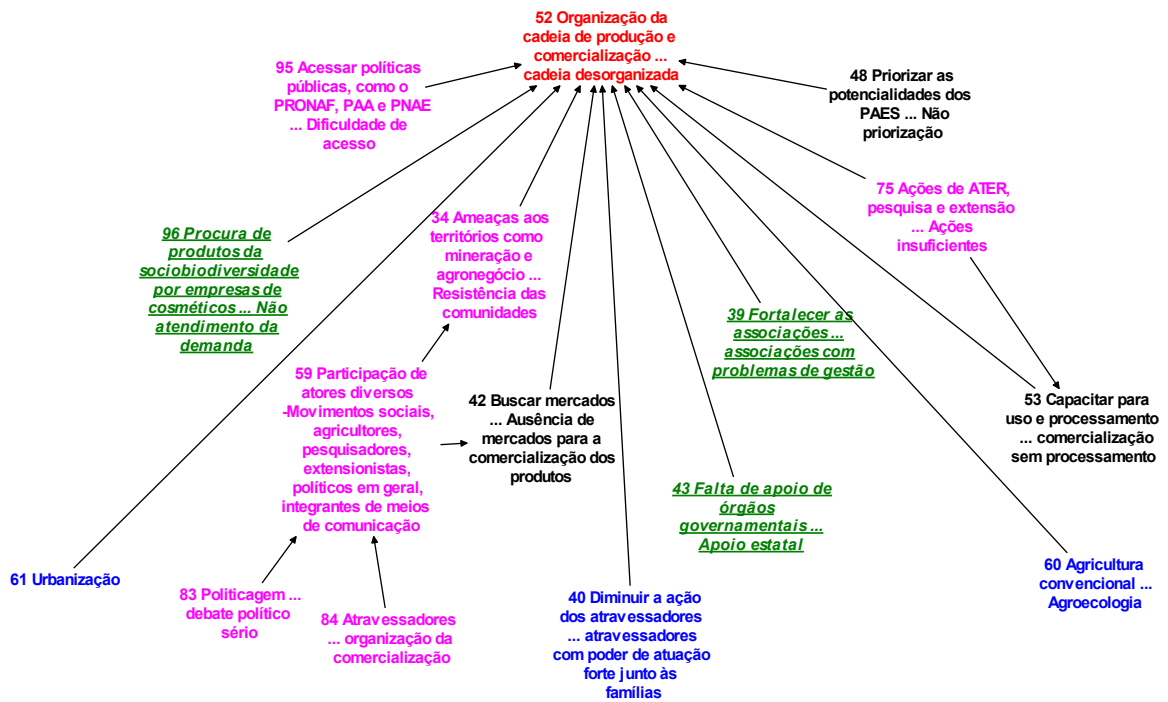 52 Organização da
cadeia de produção e
comercialização ...
cadeia desorganizada
95 Acessar políticas
públicas, como o
PRONAF, PAA e PNAE
... Dificuldade de
acesso
48 Priorizar as
potencialidades dos
PAES ... Não
priorização
75 Ações de ATER,
pesquisa e extensão
... Ações
insuficientes
34 Ameaças aos
territórios como
mineração e
agronegócio ...
Resistência das
comunidades
96 Procura de
produtos da
sociobiodiversidade
por empresas de
cosméticos ... Não
atendimento da
demanda
39 Fortalecer as
associações ...
associações com
problemas de gestão
59 Participação de
atores diversos
-Movimentos sociais,
agricultores,
pesquisadores,
extensionistas,
políticos em geral,
integrantes de meios
de comunicação
42 Buscar mercados
... Ausência de
mercados para a
comercialização dos
produtos
53 Capacitar para
uso e processamento
... comercialização
sem processamento
43 Falta de apoio de
órgãos
governamentais ...
Apoio estatal
61 Urbanização
83 Politicagem ...
debate político
sério
84 Atravessadores
... organização da
comercialização
40 Diminuir a ação
dos atravessadores
... atravessadores
com poder de atuação
forte junto às
famílias
60 Agricultura
convencional ...
Agroecologia